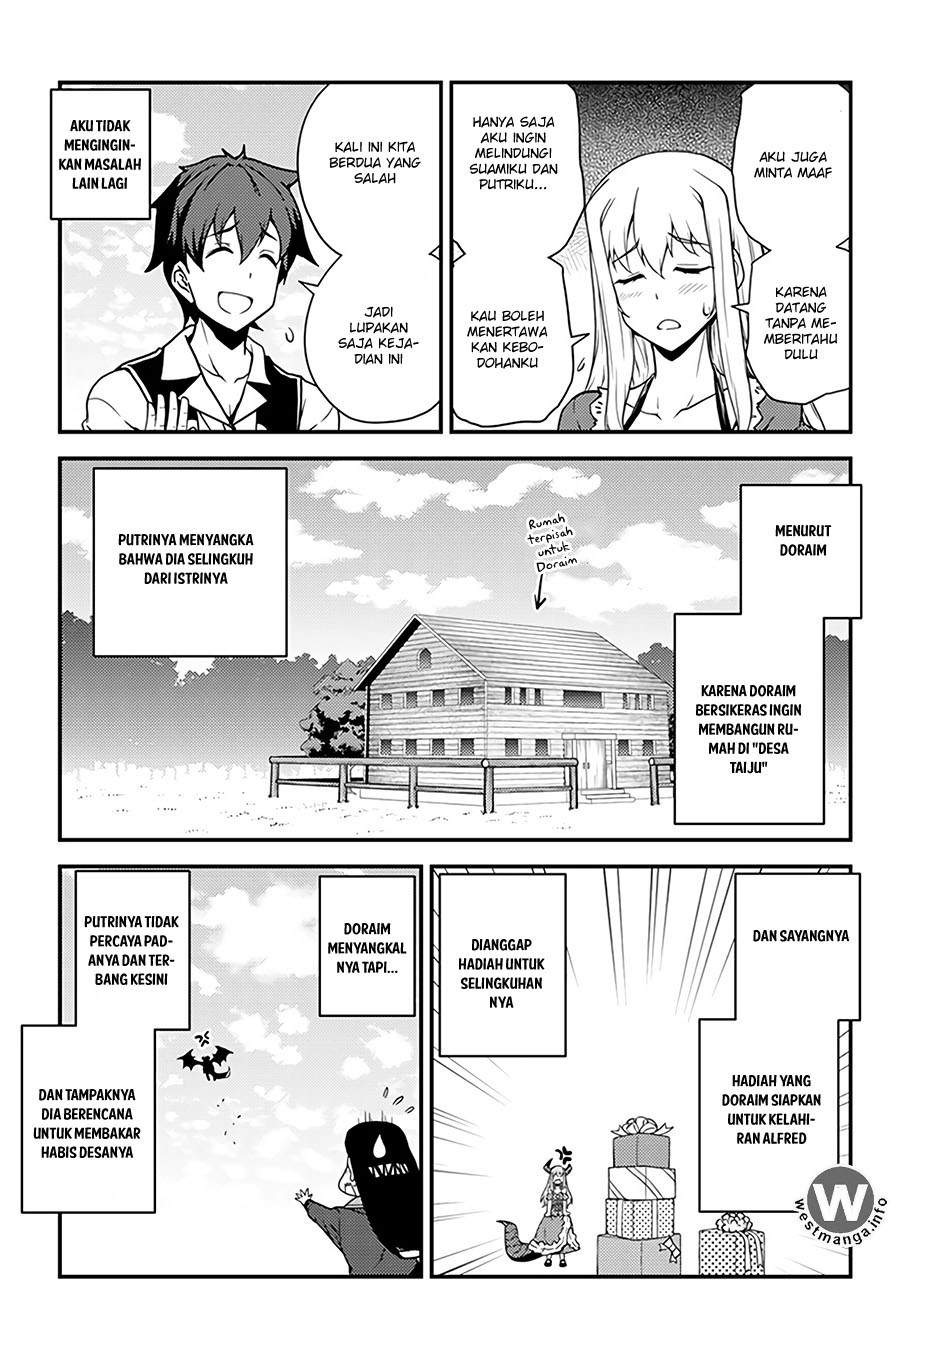 AKU JUGA
MINTA MAAF
KARENA
DATANG
TANPA ME-
MBERITAHU
DULU
HANYA SAJA
AKU INGIN
MELINDUNGI
SUAMIKU DAN
PUTRIKU...
KAU BOLEH
MENERTAWA
KAN KEBO-
DOHANKU
KALI INI KITA
BERDUA YANG
SALAH
JADI
LUPAKAN
SAJA KEJA-
DIAN INI
AKU TIDAK
MENGINGIN-
KAN MASALAH
LAIN LAGI
MENURUT
DORAIM
KARENA DORAIM
BERSIKERAS INGIN
MEMBANGUN RU-
MAH DI "DESA
TAIJU"
Rumah
terpisah
untuk
Doraim
PUTRINYA MENYANGKA
BAHWA DIA SELINGKUH
DARI ISTRINYA
DAN SAYANGNYA
HADIAH YANG
DORAIM SIAPKAN
UNTUK KELAHI-
RAN ALFRED
DIANGGAP
HADIAH UNTUK
SELINGKUHAN
NYA
DORAIM
MENYANGKAL
NYA TAPI...
PUTRINYA TIDAK
PERCAYA PAD-
ANYA DAN TER-
BANG KESINI
DAN TAMPAKNYA
DIA BERENCANA
UNTUK MEMBAKAR
HABIS DESANYA
W
westmanga.info